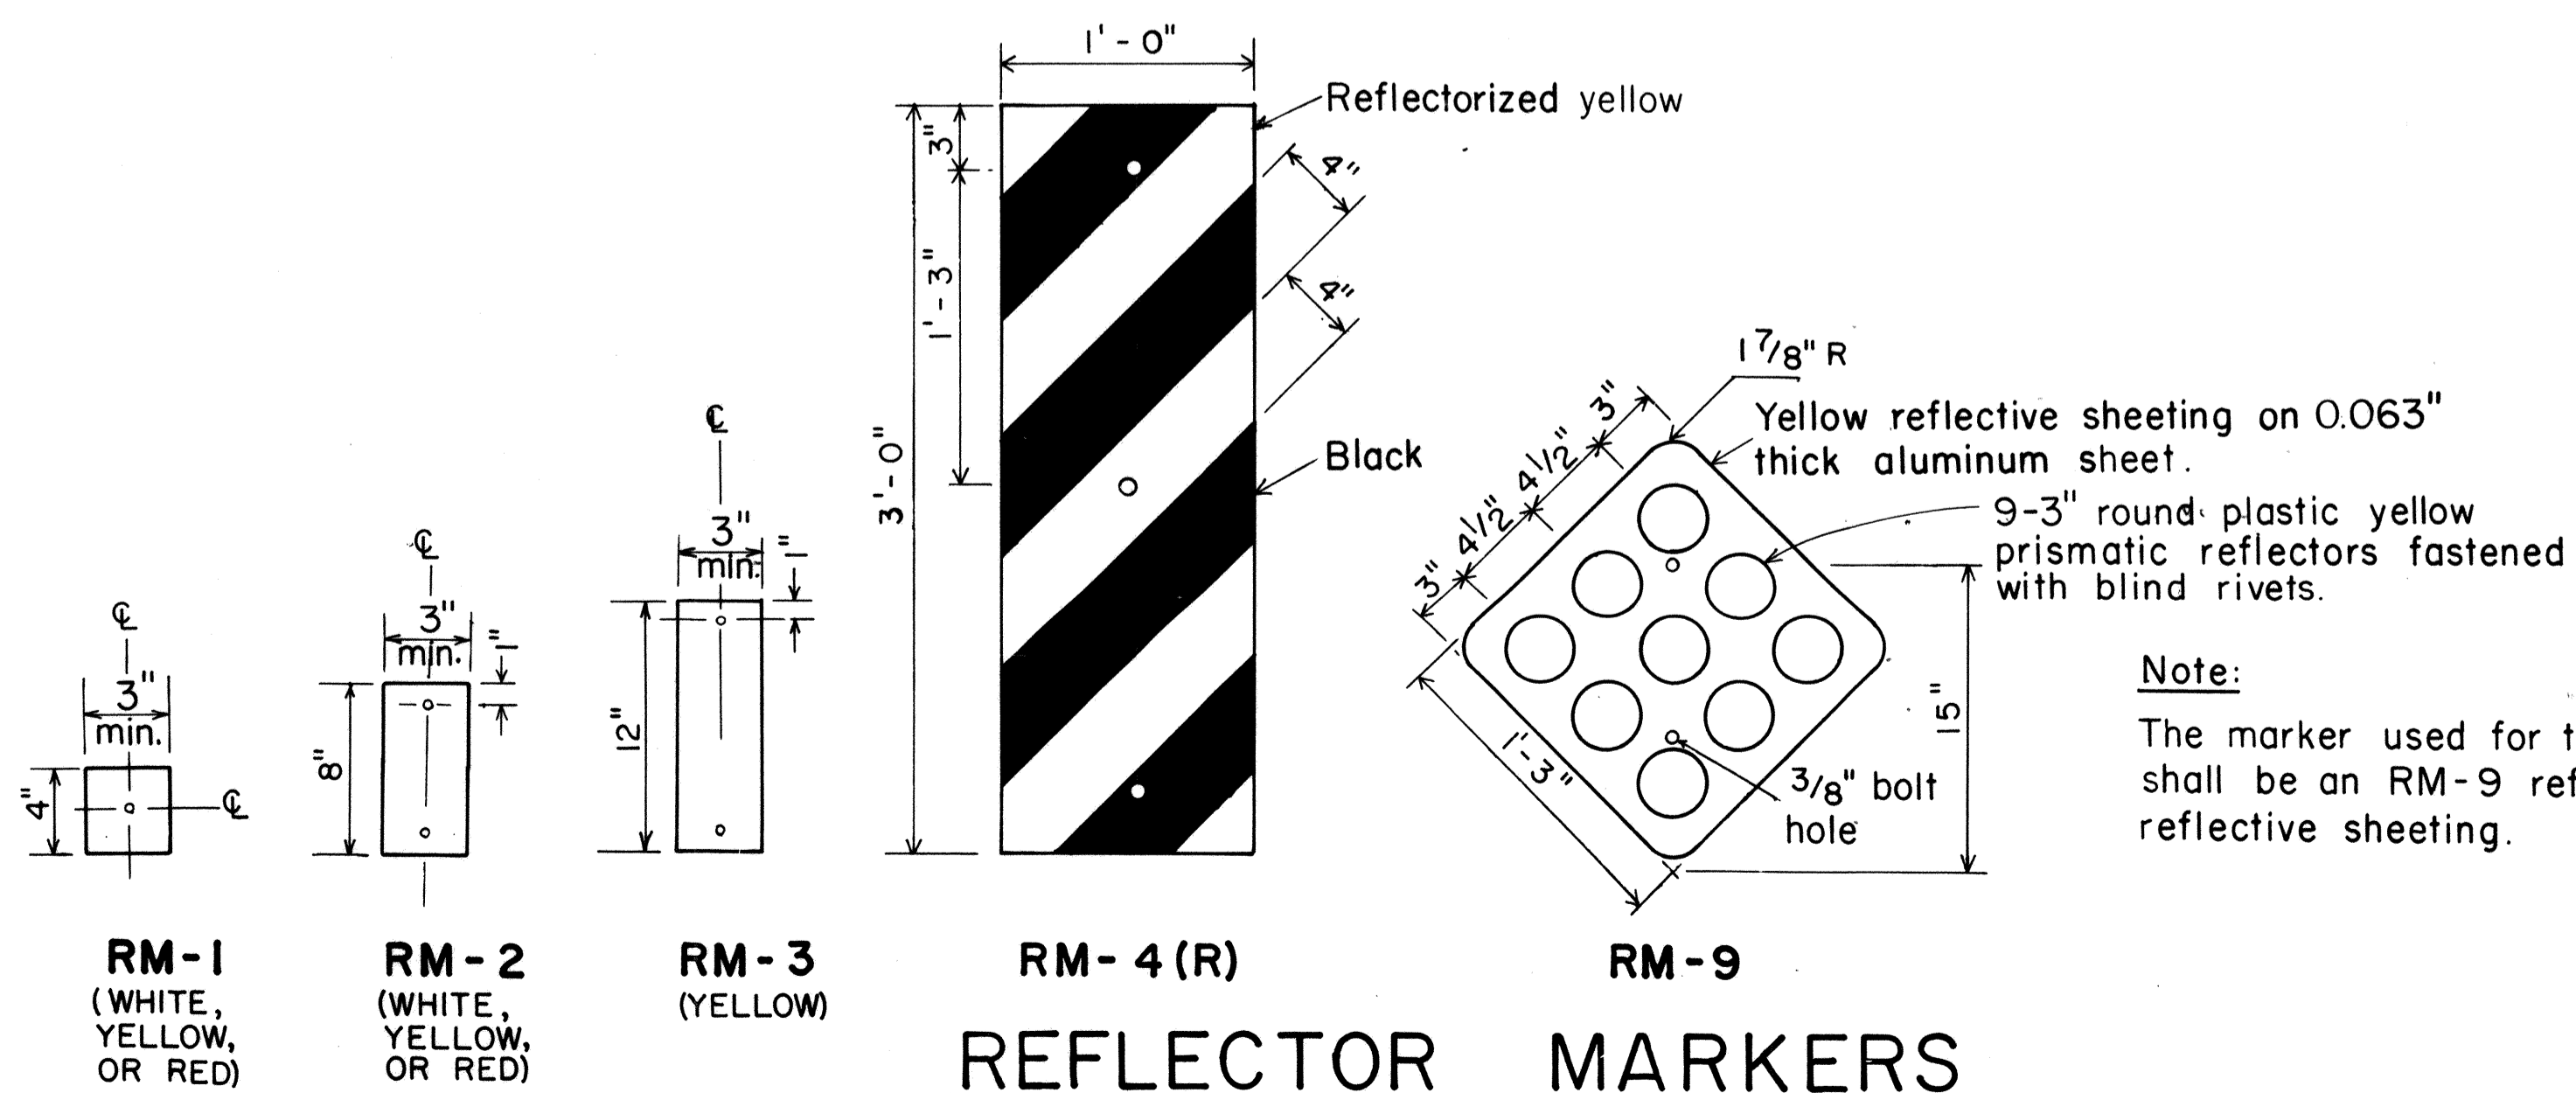 ℄
3"
min.
4"
℄
RM-1
(WHITE,
YELLOW,
OR RED)
℄
3"
min.
1"
8"
RM-2
(WHITE,
YELLOW,
OR RED)
℄
3"
min.
1"
12"
RM-3
(YELLOW)
1'-0"
3"
1'-3"
3'-0"
Reflectorized yellow
4"
4"
Black
RM-4(R)
1 7/8" R
3"
4 1/2"
4 1/2"
3"
1'-3"
Yellow reflective sheeting on 0.063"
thick aluminum sheet.
9-3" round plastic yellow
prismatic reflectors fastened
with blind rivets.
15"
3/8" bolt
hole
RM-9
Note:
The marker used for
shall be an RM-9
reflective sheeting.
REFLECTOR MARKERS